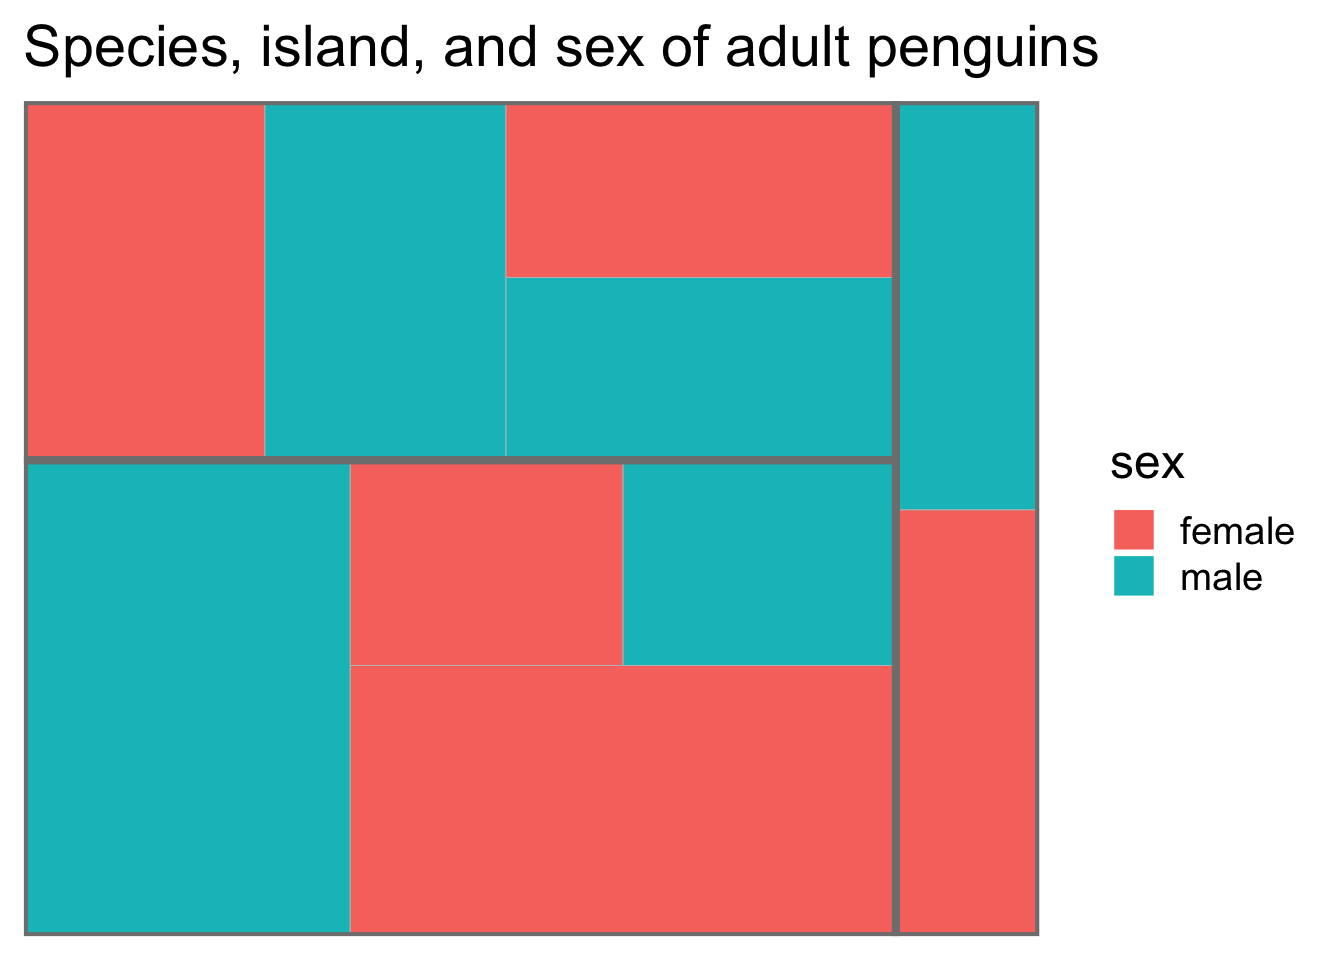 Species, island, and sex of adult penguins
sex
female
male